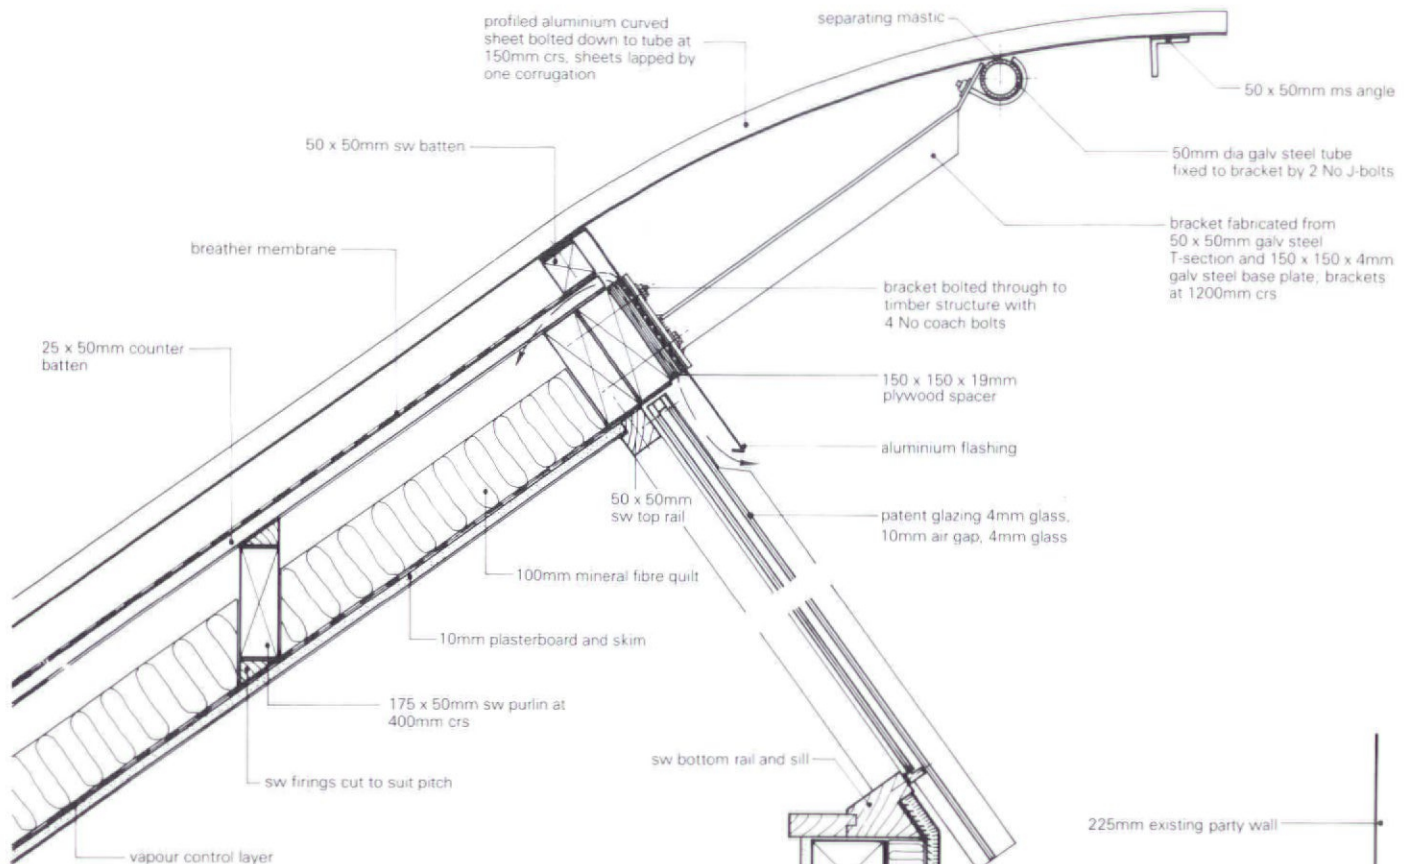 profiled aluminium curved
sheet bolted down to tube at
150mm crs, sheets lapped by
one corrugation
separating mastic
50 x 50mm ms angle
50 x 50mm sw batten
50mm dia galv steel tube
fixed to bracket by 2 No J-bolts
breather membrane
bracket fabricated from
50 x 50mm galv steel
T-section and 150 x 150 x 4mm
galv steel base plate; brackets
at 1200mm crs
bracket bolted through to
timber structure with
4 No coach bolts
25 x 50mm counter
batten
150 x 150 x 19mm
plywood spacer
aluminium flashing
50 x 50mm
sw top rail
patent glazing 4mm glass,
10mm air gap, 4mm glass
100mm mineral fibre quilt
10mm plasterboard and skim
175 x 50mm sw purlin at
400mm crs
sw bottom rail and sill
sw firings cut to suit pitch
225mm existing party wall
vapour control layer